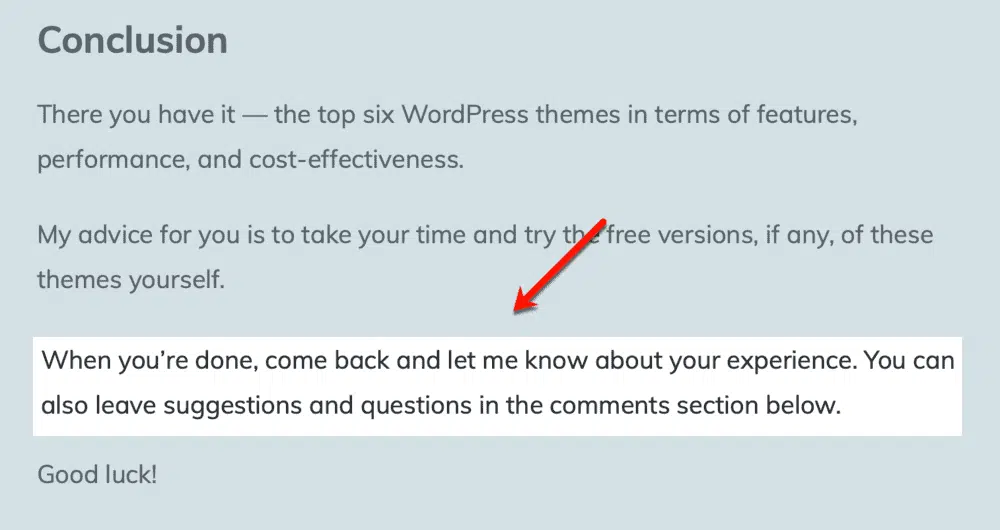 Conclusion
There you have it — the top six WordPress themes in terms of features,
performance, and cost-effectiveness.
My advice for you is to take your time and try the free versions, if any, of these
themes yourself.
When you’re done, come back and let me know about your experience. You can
also leave suggestions and questions in the comments section below.
Good luck!